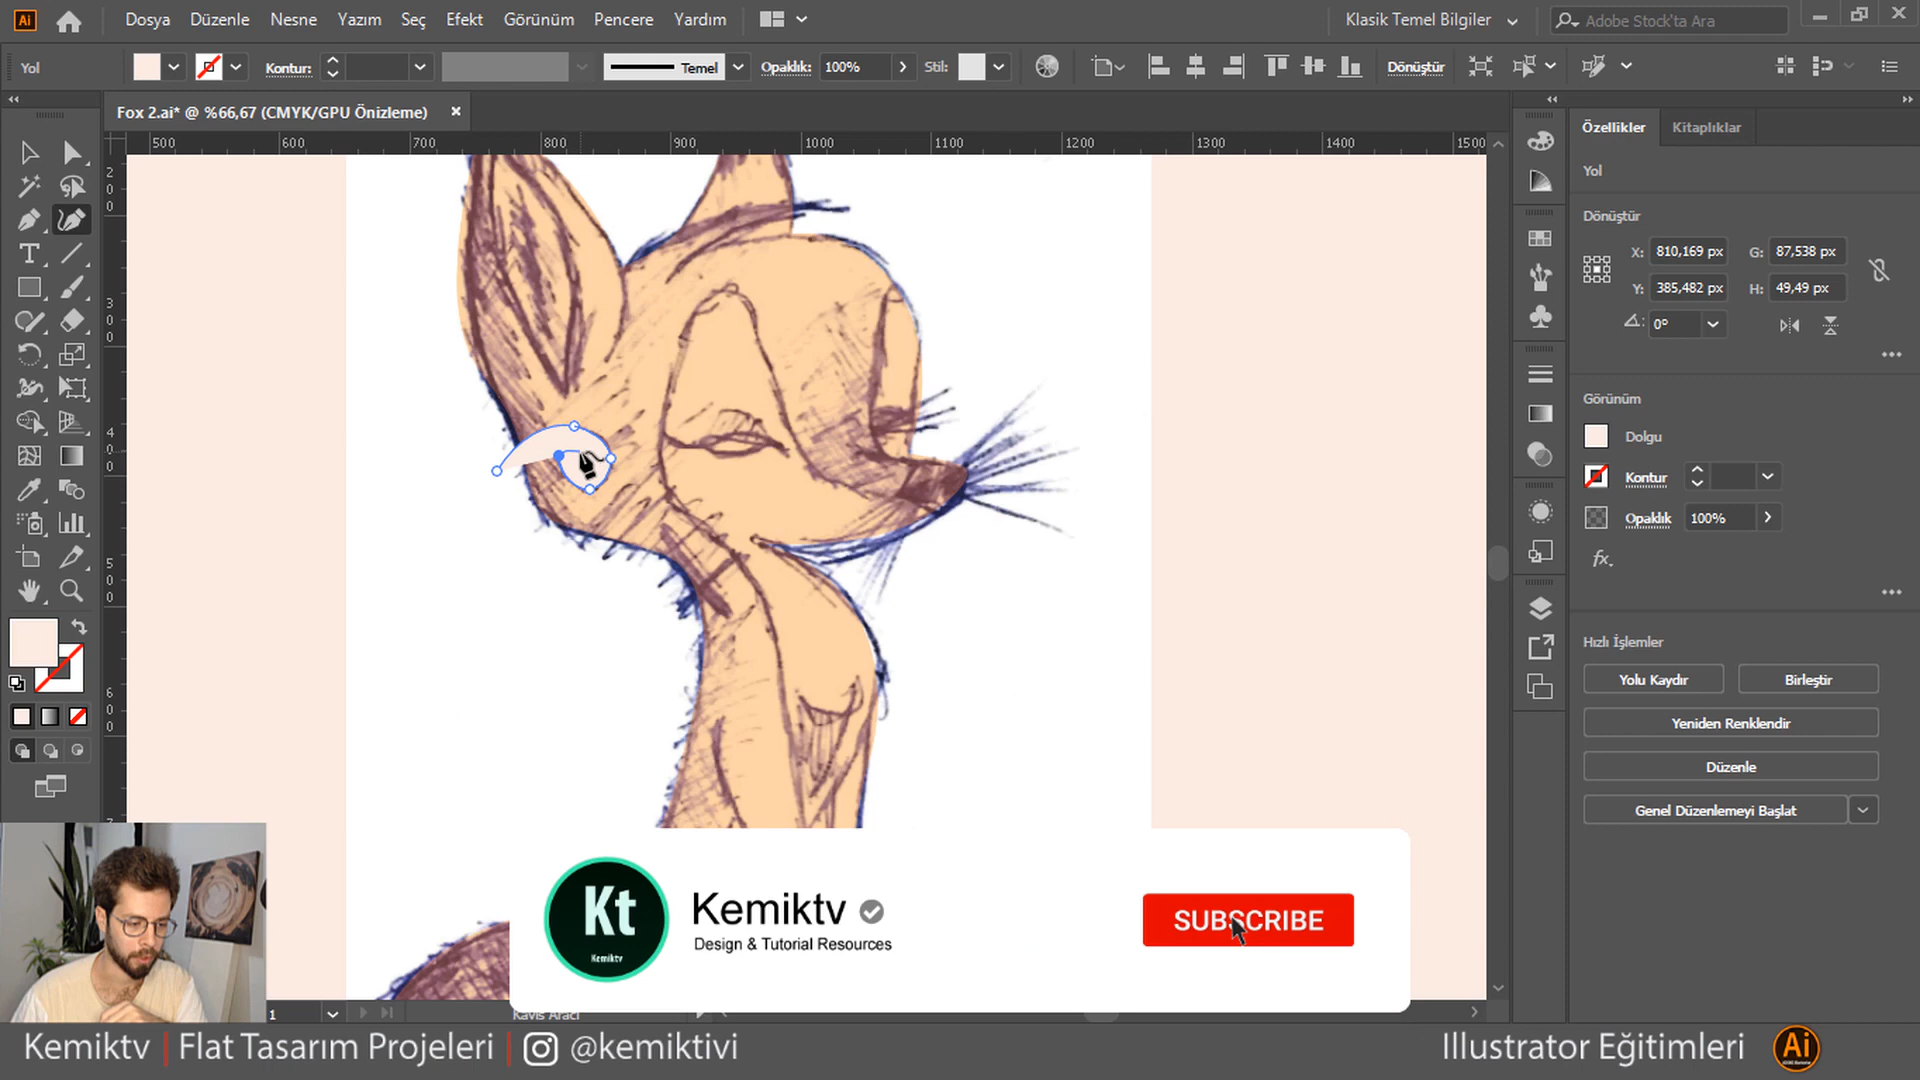 Ai Dosya Düzenle Nesne Yazım Seç Efekt Görünüm Pencere Yardım Klasik Temel Bilgiler Adobe Stock'ta Ara
Yol Kontur: Temel Opaklık: 100% Stil: Dönüştür
Fox 2.ai* @ %66,67 (CMYK/GPU Önizleme)
500 600 700 800 900 1000 1100 1200 1300 1400 1500
Özellikler Kitaplıklar
Yol
Dönüştür
X: 810,169 px G: 87,538 px
Y: 385,482 px H: 49,49 px
0°
Görünüm
Dolgu
Kontur
Opaklık 100%
fx.
Hızlı İşlemler
Yolu Kaydır Birleştir
Yeniden Renklendir
Düzenle
Genel Düzenlemeyi Başlat
Kt
Kemiktv
Kemiktv
Design & Tutorial Resources
SUBSCRIBE
1 Kavis Aracı
Kemiktv | Flat Tasarım Projeleri | @kemiktivi
Illustrator Eğitimleri Ai